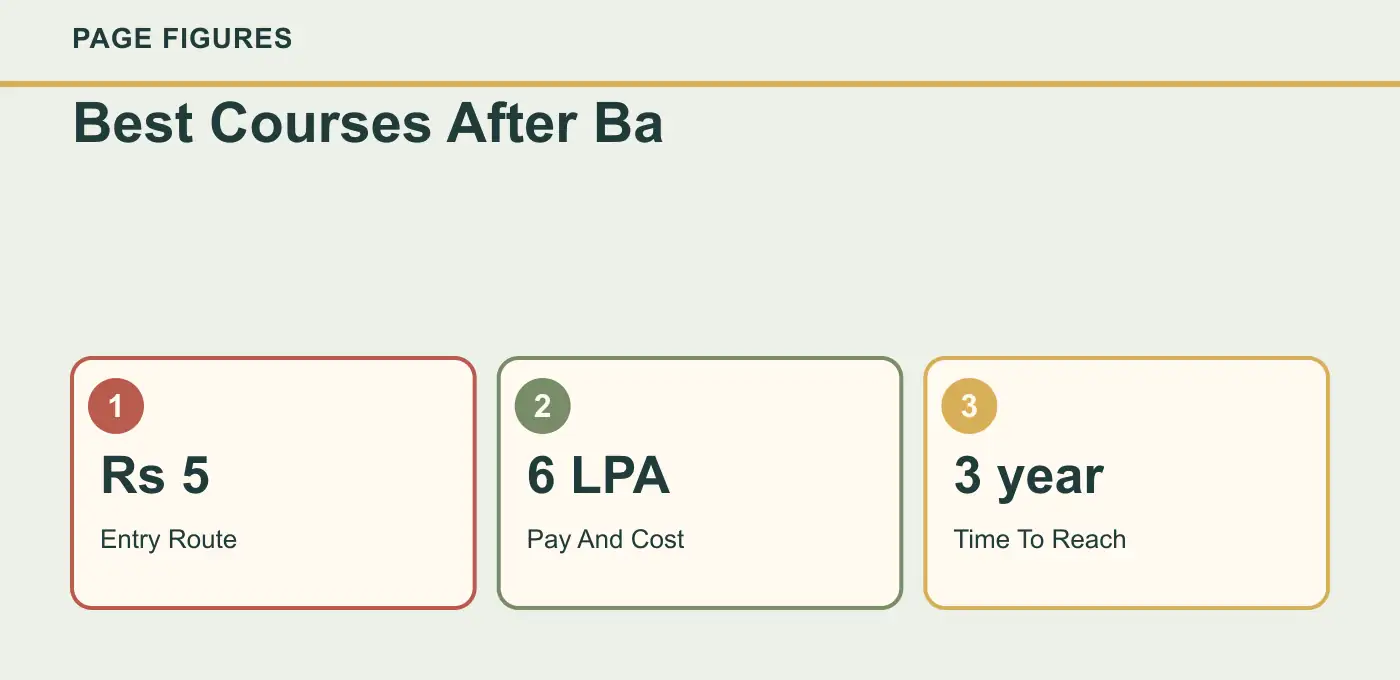 PAGE FIGURES
Best Courses After Ba
1
Rs 5
Entry Route
2
6 LPA
Pay And Cost
3
3 year
Time To Reach